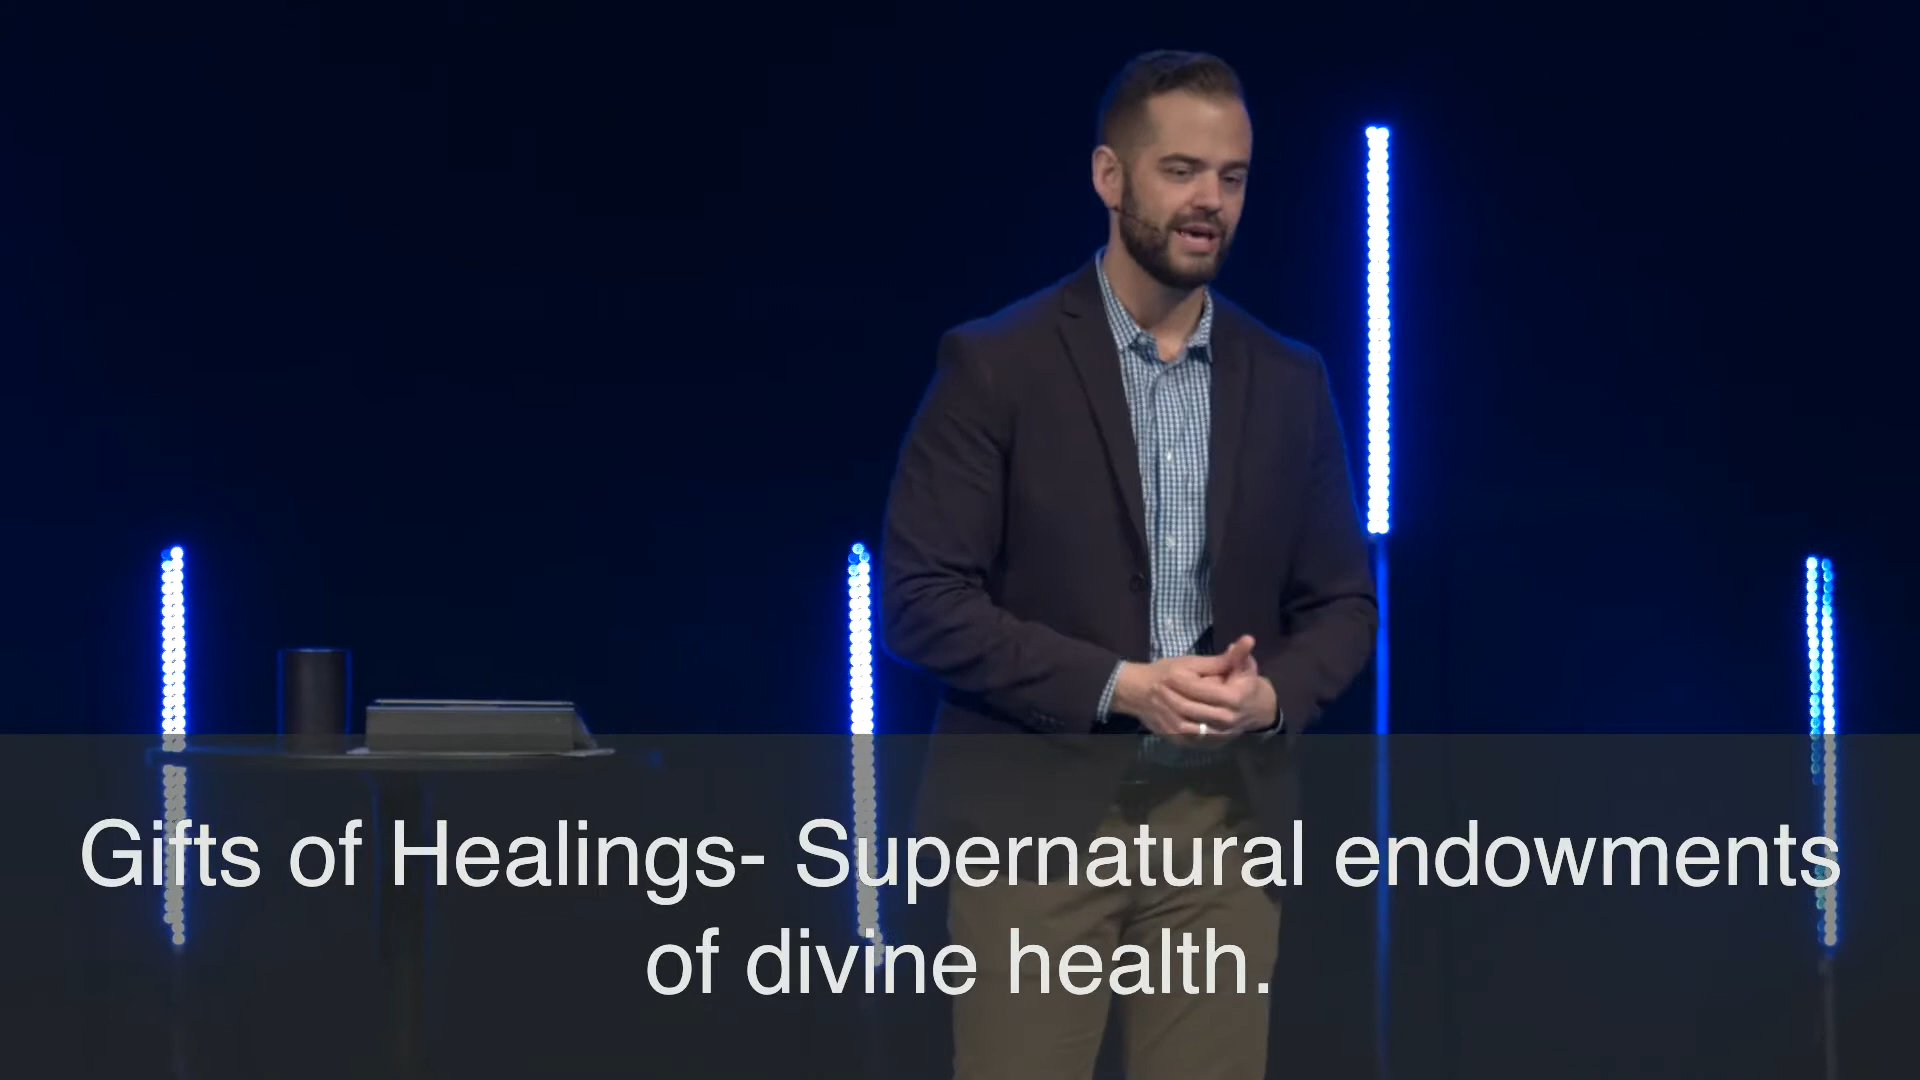 Gifts of Healings- Supernatural endowments
of divine health.